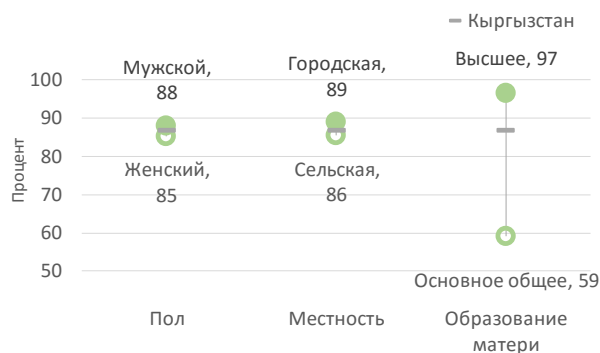 Кыргызстан
Мужской,
88
Городская,
89
Высшее, 97
100
90
80
70
60
50
Процент
Женский,
85
Сельская,
86
Основное общее, 59
Пол
Местность
Образование
матери